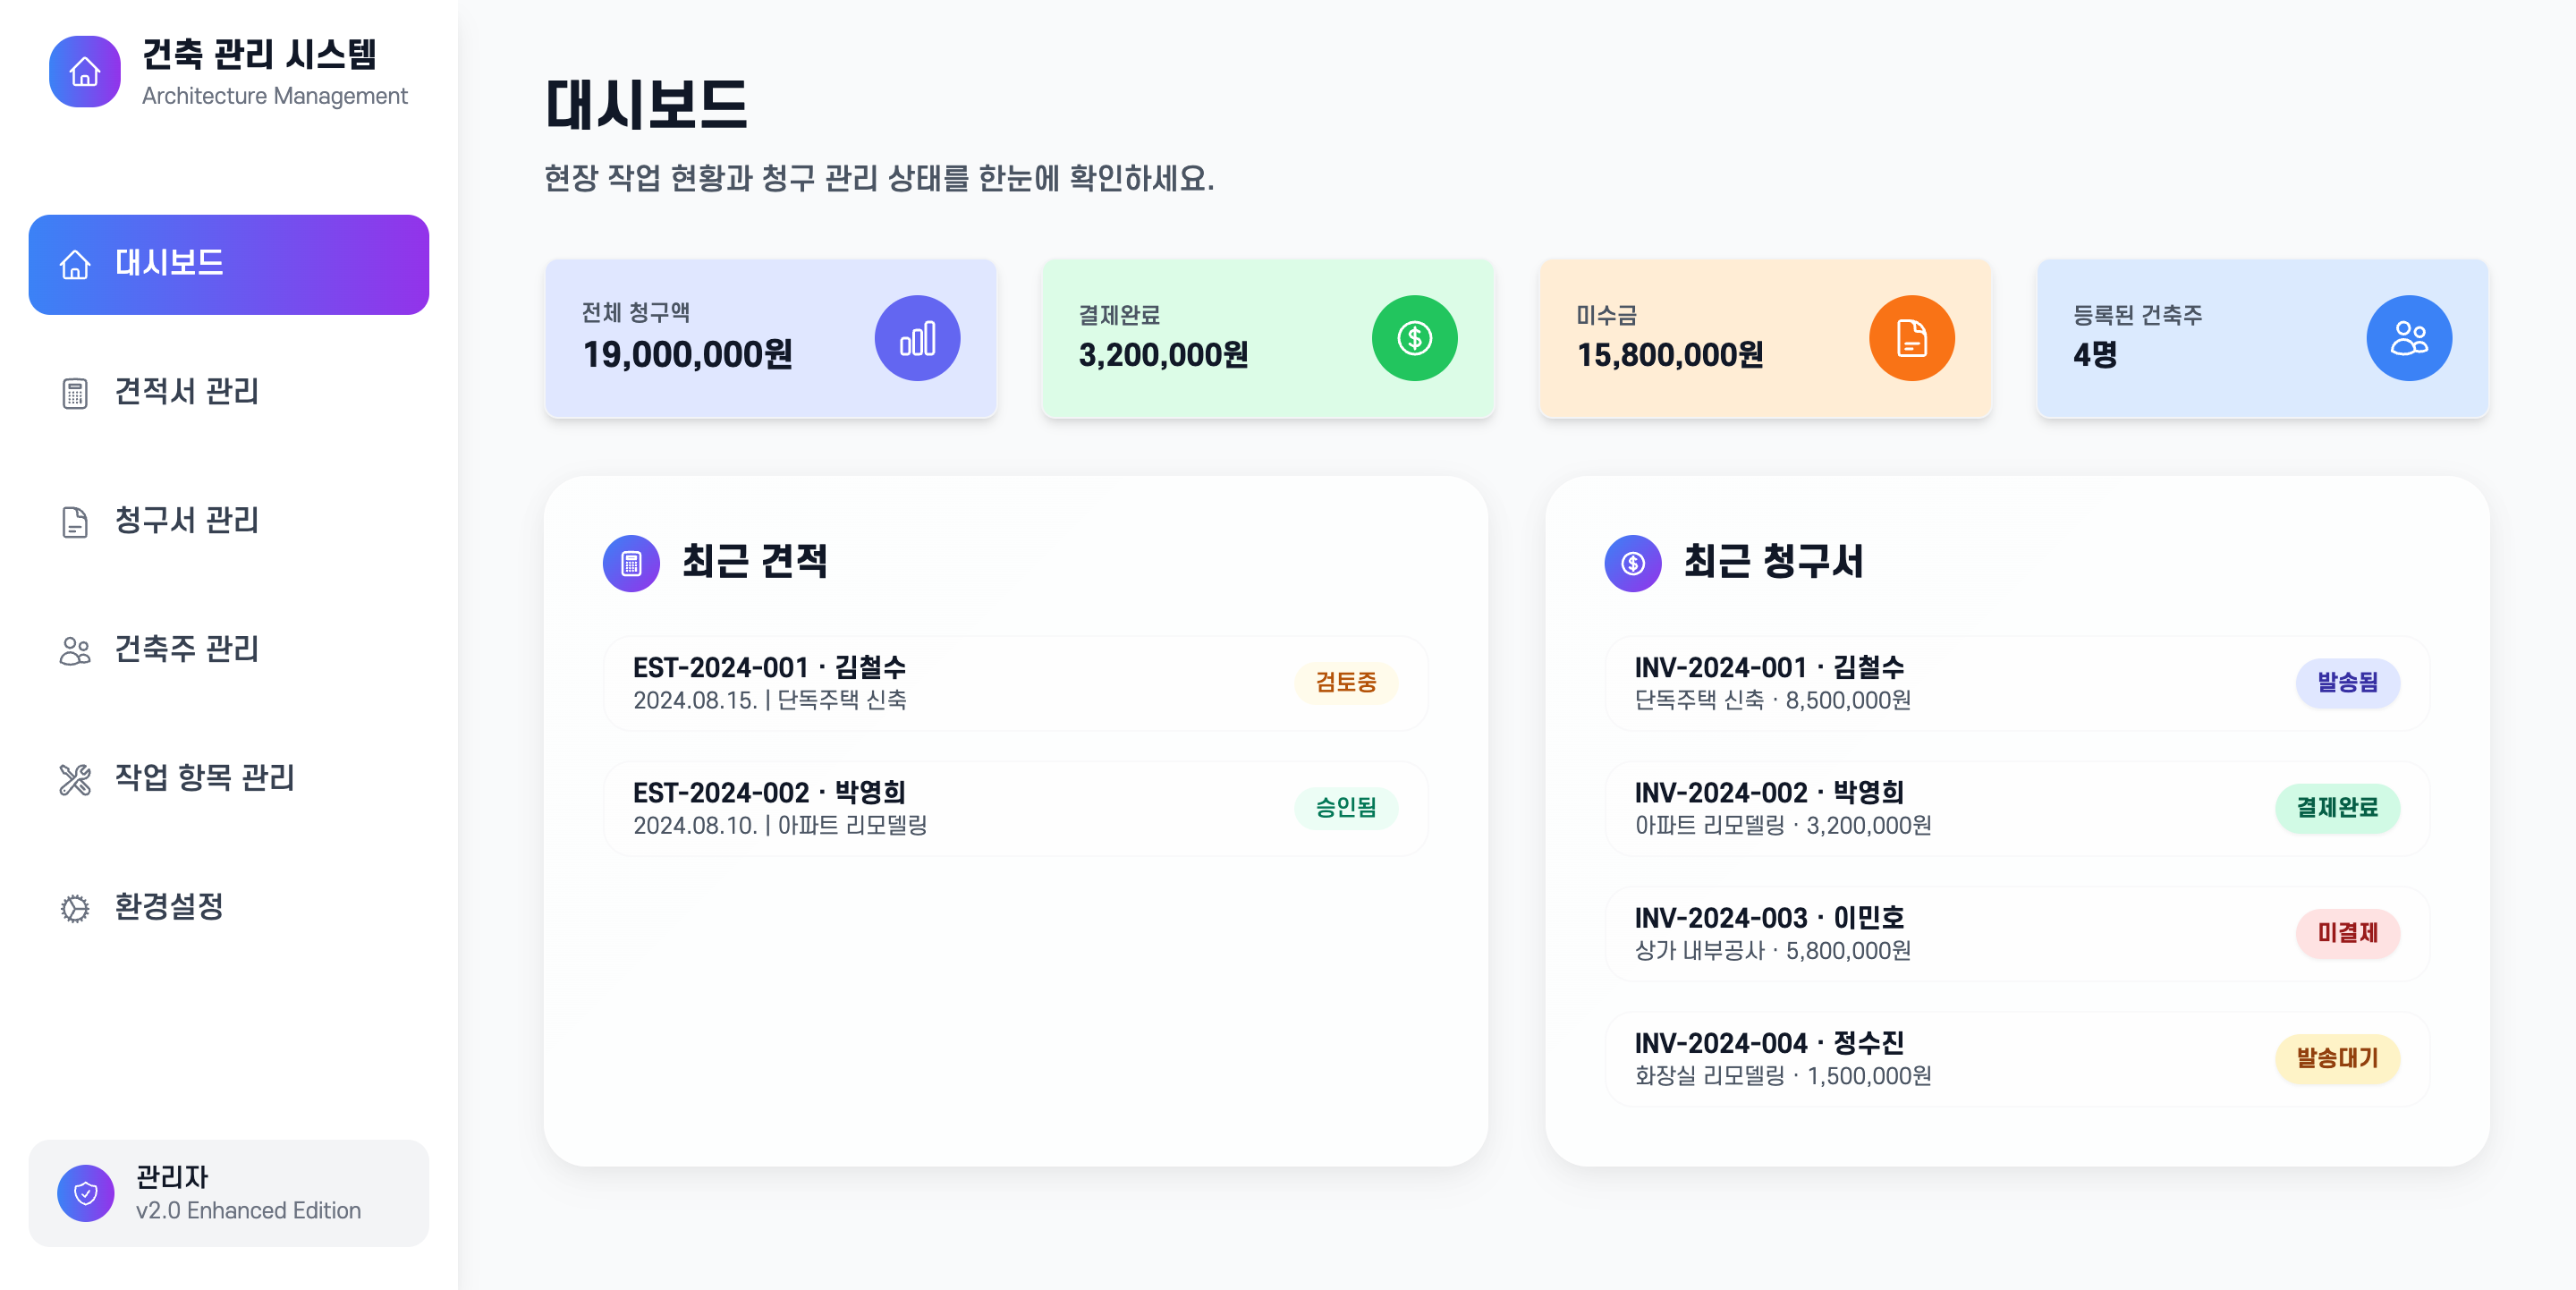 건축 관리 시스템
Architecture Management
대시보드
견적서 관리
청구서 관리
건축주 관리
작업 항목 관리
환경설정
관리자
v2.0 Enhanced Edition
대시보드
현장 작업 현황과 청구 관리 상태를 한눈에 확인하세요.
전체 청구액
19,000,000원
결제완료
3,200,000원
미수금
15,800,000원
등록된 건축주
4명
최근 견적
EST-2024-001 · 김철수
2024.08.15. | 단독주택 신축
검토중
EST-2024-002 · 박영희
2024.08.10. | 아파트 리모델링
승인됨
최근 청구서
INV-2024-001 · 김철수
단독주택 신축 · 8,500,000원
발송됨
INV-2024-002 · 박영희
아파트 리모델링 · 3,200,000원
결제완료
INV-2024-003 · 이민호
상가 내부공사 · 5,800,000원
미결제
INV-2024-004 · 정수진
화장실 리모델링 · 1,500,000원
발송대기